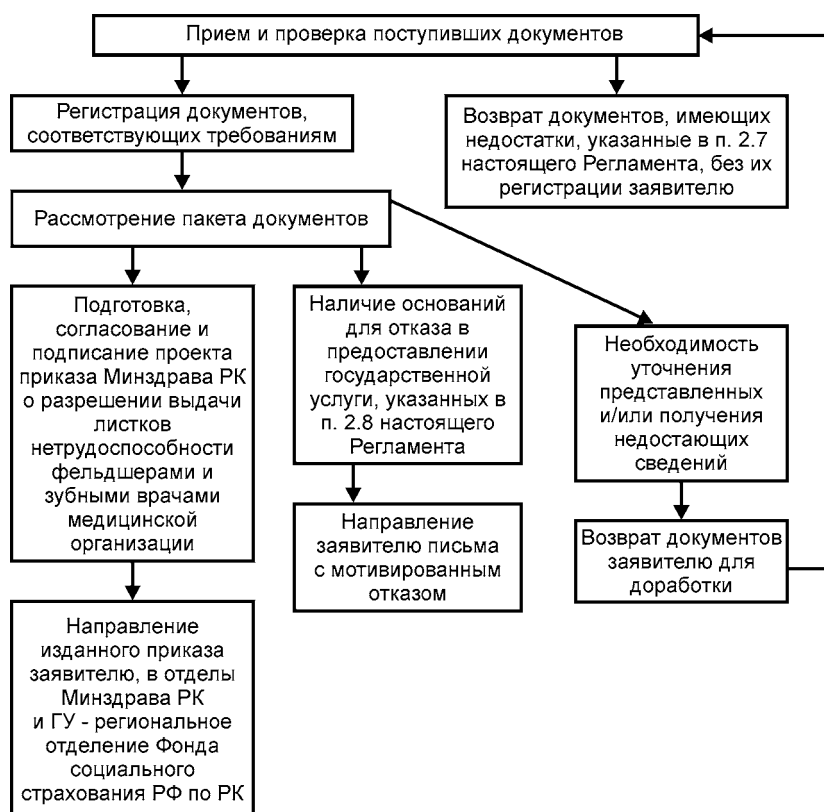 Прием и проверка поступивших документов
Регистрация документов,
соответствующих требованиям
Возврат документов, имеющих
недостатки, указанные в п. 2.7
настоящего Регламента, без их
регистрации заявителю
Рассмотрение пакета документов
Подготовка,
согласование и
подписание проекта
приказа Минздрава РК
о разрешении выдачи
листков
нетрудоспособности
фельдшерами и
зубными врачами
медицинской
организации
Наличие оснований
для отказа в
предоставлении
государственной
услуги, указанных в
п. 2.8 настоящего
Регламента
Необходимость
уточнения
представленных
и/или получения
недостающих
сведений
Направление
заявителю письма
с мотивированным
отказом
Возврат документов
заявителю для
доработки
Направление
изданного приказа
заявителю, в отделы
Минздрава РК
и ГУ - региональное
отделение Фонда
социального
страхования РФ по РК